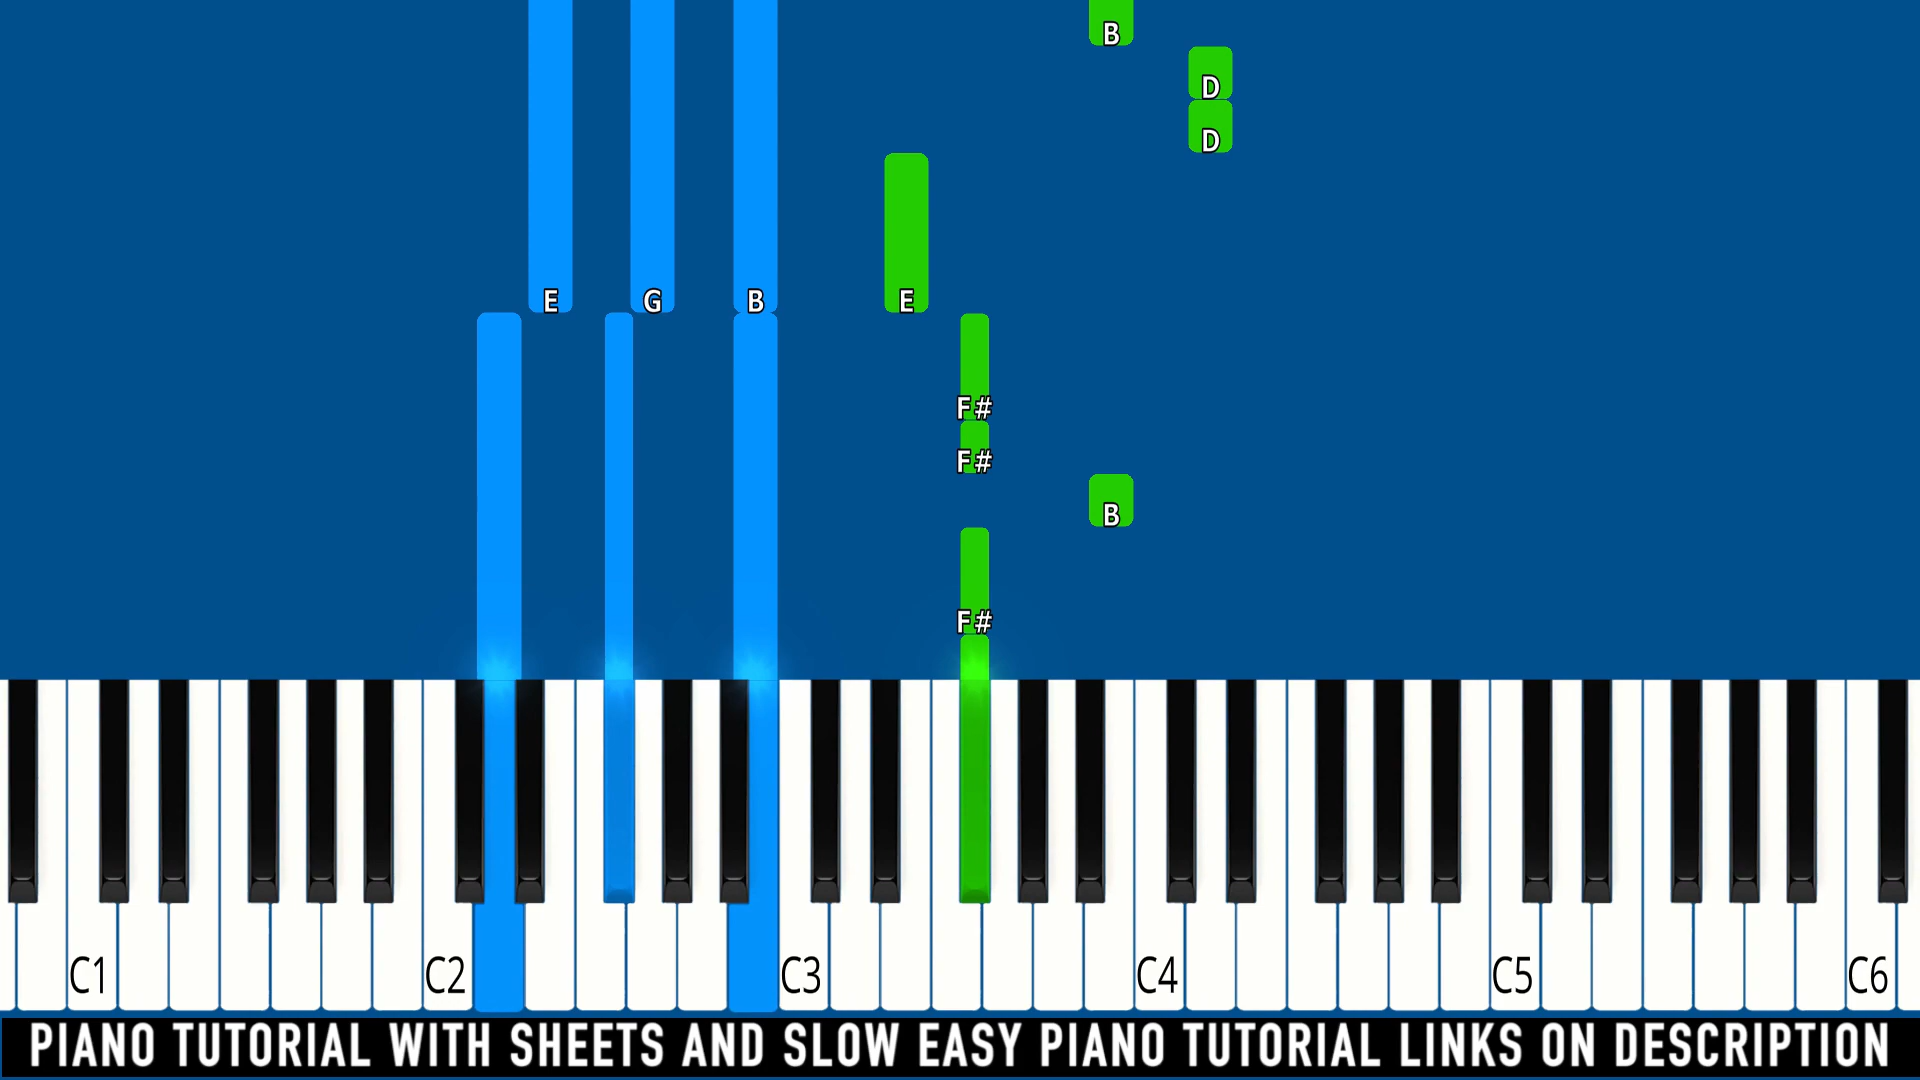 B
D
D
E G B E
F#
F#
B
F#
C1 C2 C3 C4 C5 C6
PIANO TUTORIAL WITH SHEETS AND SLOW EASY PIANO TUTORIAL LINKS ON DESCRIPTION